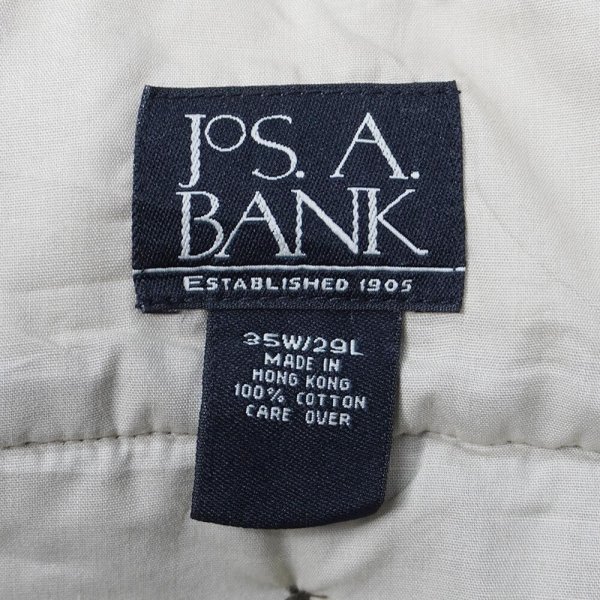 JOS. A.
BANK
ESTABLISHED 1905
35W/29L
MADE IN
HONG KONG
100% COTTON
CARE OVER